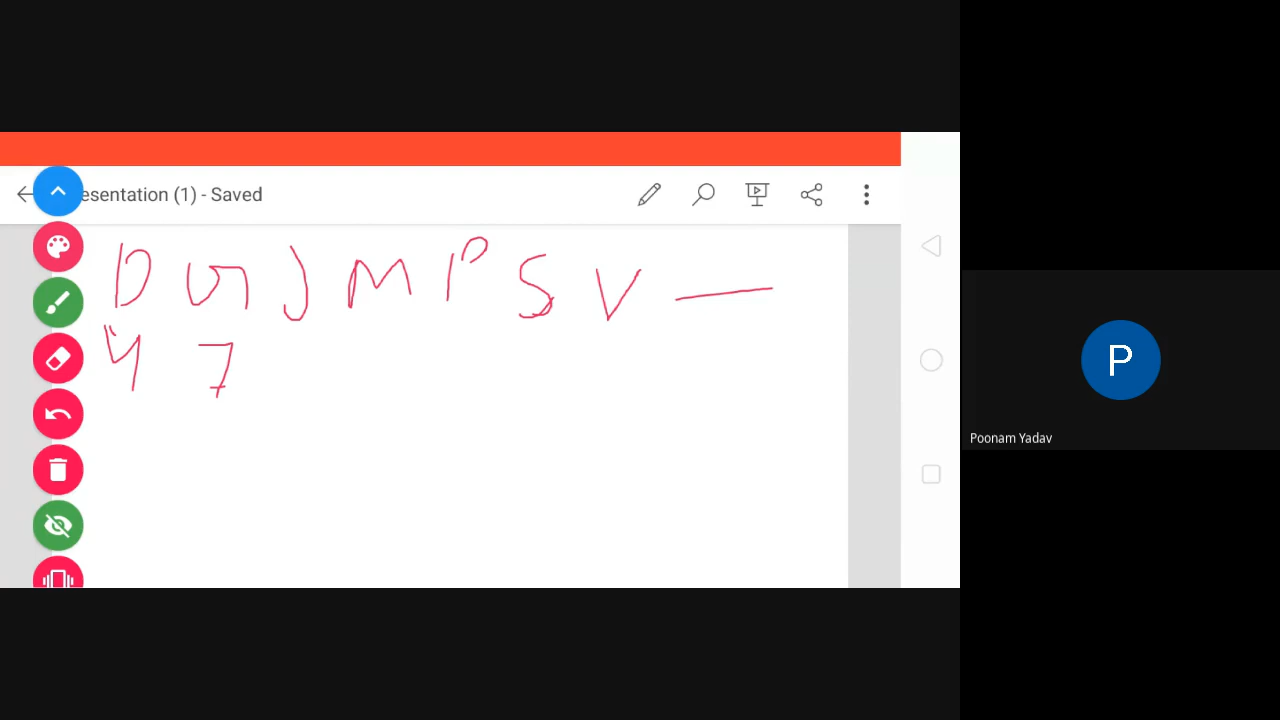 esentation (1) - Saved
D G J M P S V —
4 7
P
Poonam Yadav